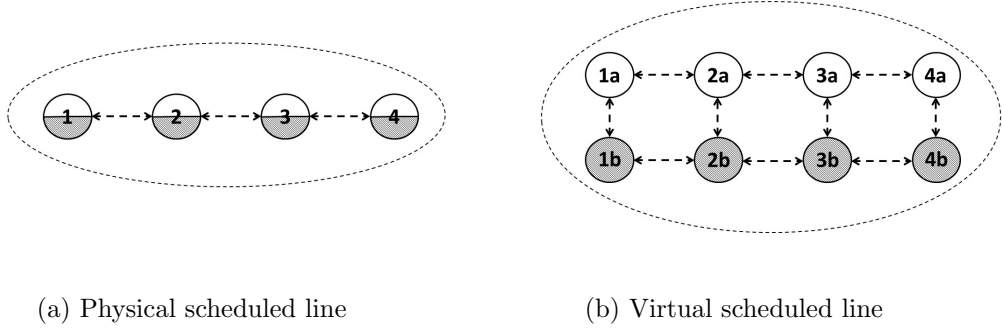 1 2 3 4
1a 2a 3a 4a
1b 2b 3b 4b
(a) Physical scheduled line
(b) Virtual scheduled line